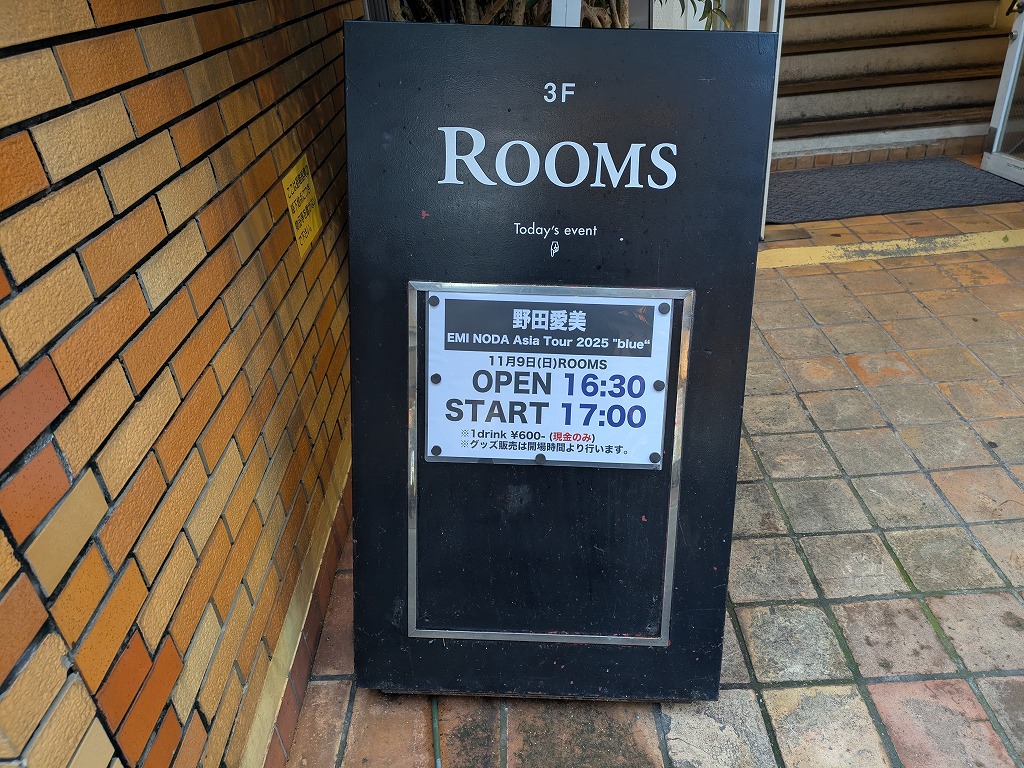 3F
ROOMS
Today's event
野田愛美
EMI NODA Asia Tour 2025 "blue“
11月9日(日)ROOMS
OPEN 16:30
START 17:00
※1drink ¥600- (現金のみ)
※グッズ販売は開場時間より行います。